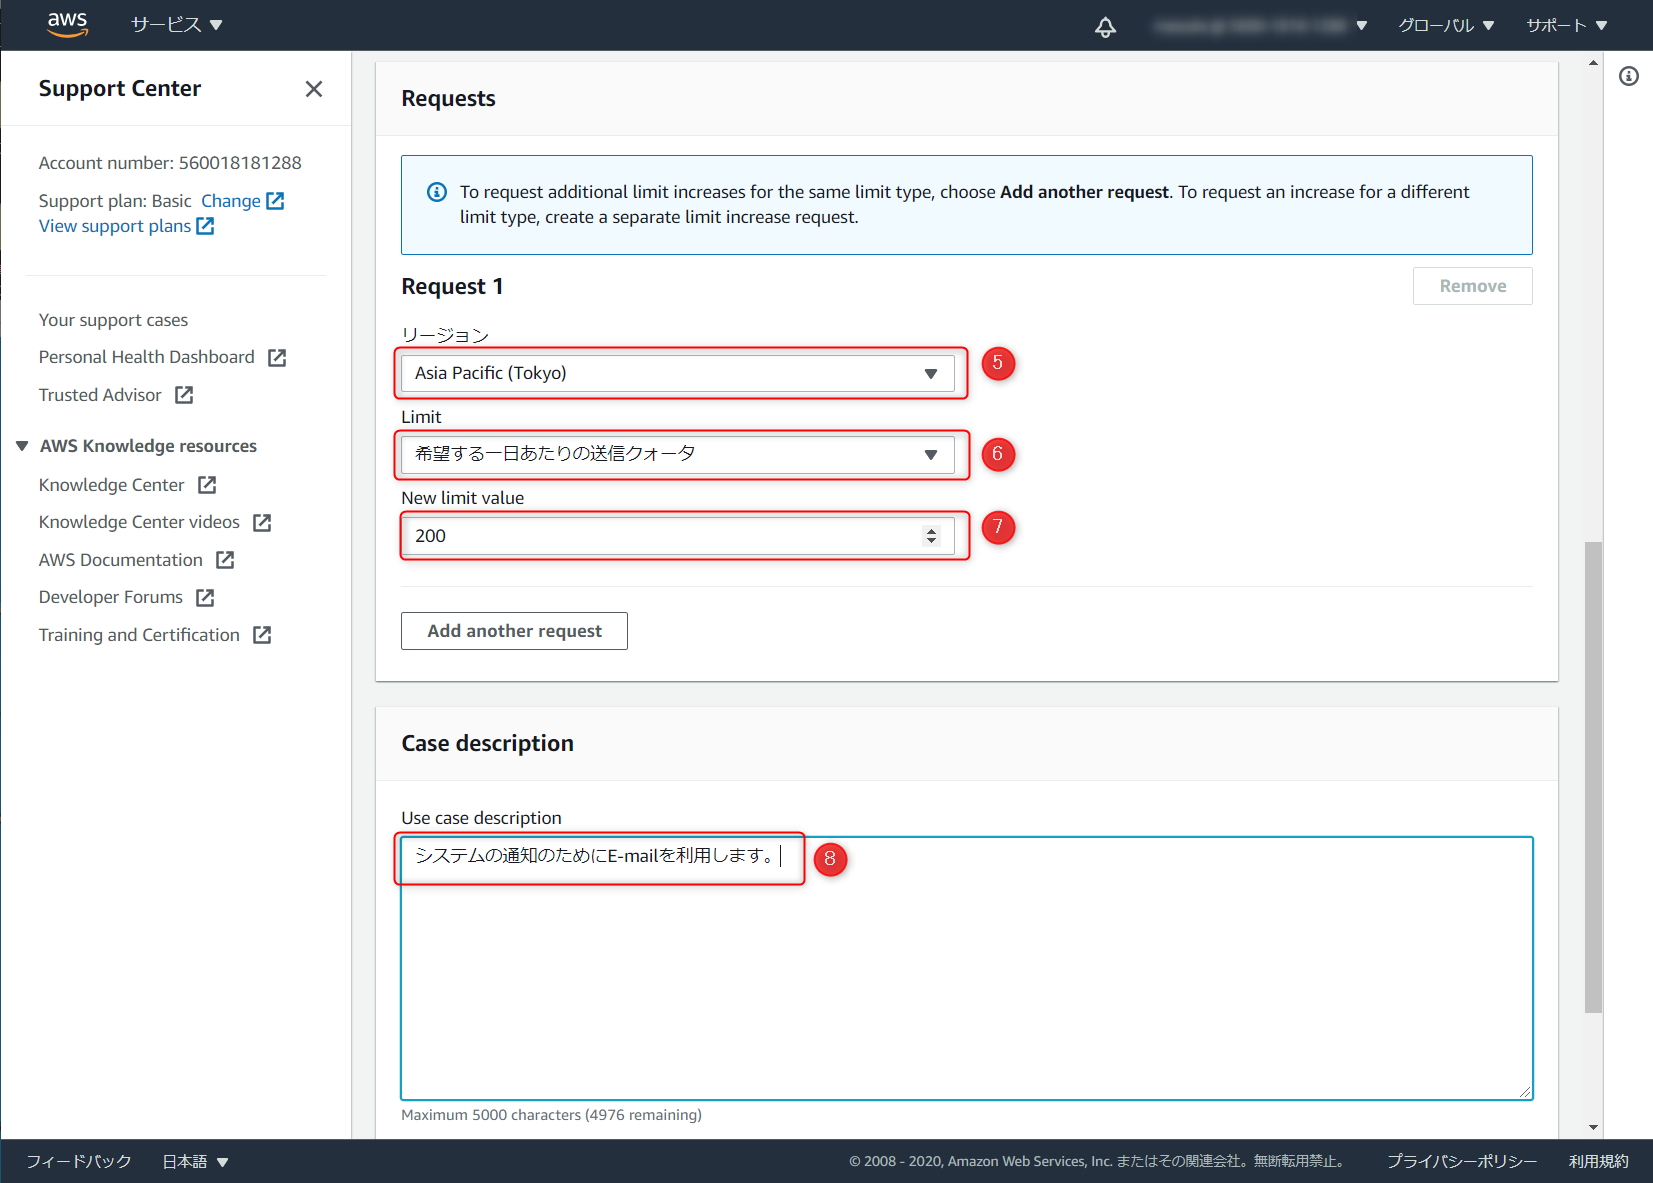 aws
サービス
グローバル
サポート
Support Center
Account number: 560018181288
Support plan: Basic Change
View support plans
Your support cases
Personal Health Dashboard
Trusted Advisor
AWS Knowledge resources
Knowledge Center
Knowledge Center videos
AWS Documentation
Developer Forums
Training and Certification
Requests
To request additional limit increases for the same limit type, choose Add another request. To request an increase for a different
limit type, create a separate limit increase request.
Request 1
Remove
リージョン
Asia Pacific (Tokyo)
5
Limit
希望する一日あたりの送信クォータ
6
New limit value
200
7
Add another request
Case description
Use case description
システムの通知のためにE-mailを利用します。
8
Maximum 5000 characters (4976 remaining)
フィードバック
日本語
© 2008 - 2020, Amazon Web Services, Inc. またはその関連会社。無断転用禁止。
プライバシーポリシー
利用規約